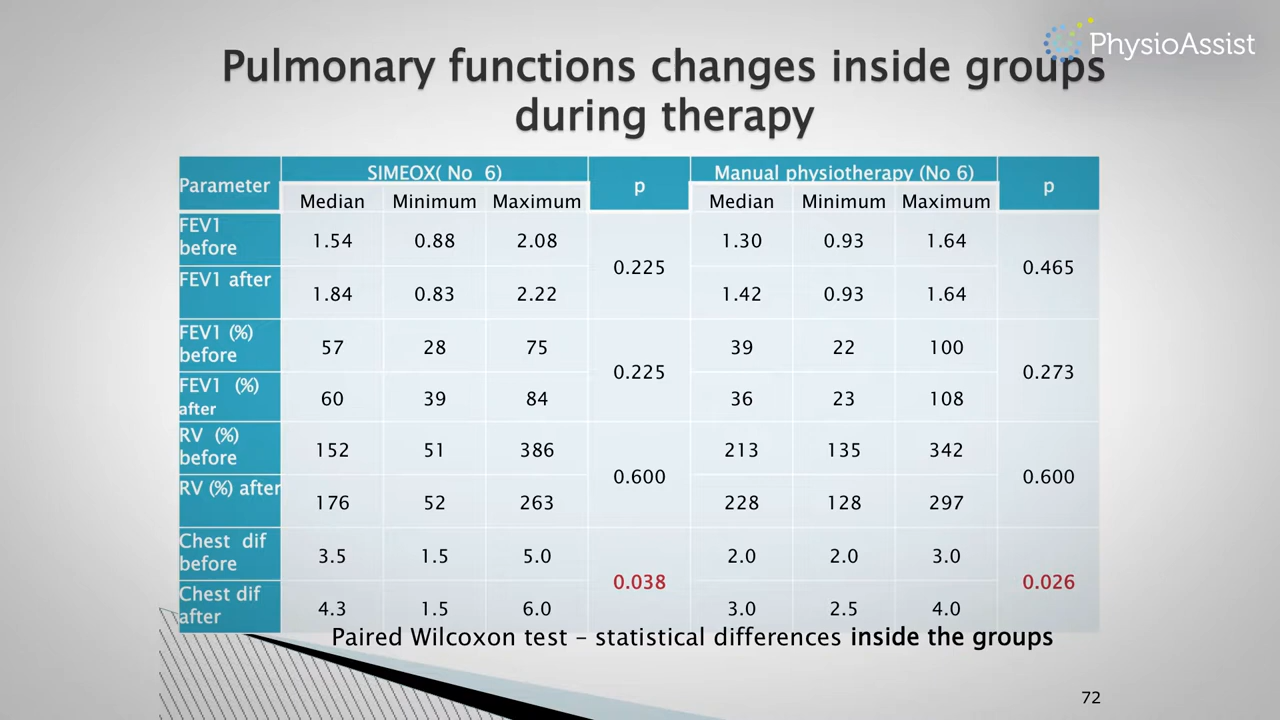 PhysioAssist
Pulmonary functions changes inside groups
during therapy
Parameter SIMEOX( No 6) p Manual physiotherapy (No 6) p
Median Minimum Maximum Median Minimum Maximum
FEV1 before 1.54 0.88 2.08 0.225 1.30 0.93 1.64 0.465
FEV1 after 1.84 0.83 2.22 1.42 0.93 1.64
FEV1 (%) before 57 28 75 0.225 39 22 100 0.273
FEV1 (%) after 60 39 84 36 23 108
RV (%) before 152 51 386 0.600 213 135 342 0.600
RV (%) after 176 52 263 228 128 297
Chest dif before 3.5 1.5 5.0 0.038 2.0 2.0 3.0 0.026
Chest dif after 4.3 1.5 6.0 3.0 2.5 4.0
Paired Wilcoxon test – statistical differences inside the groups
72